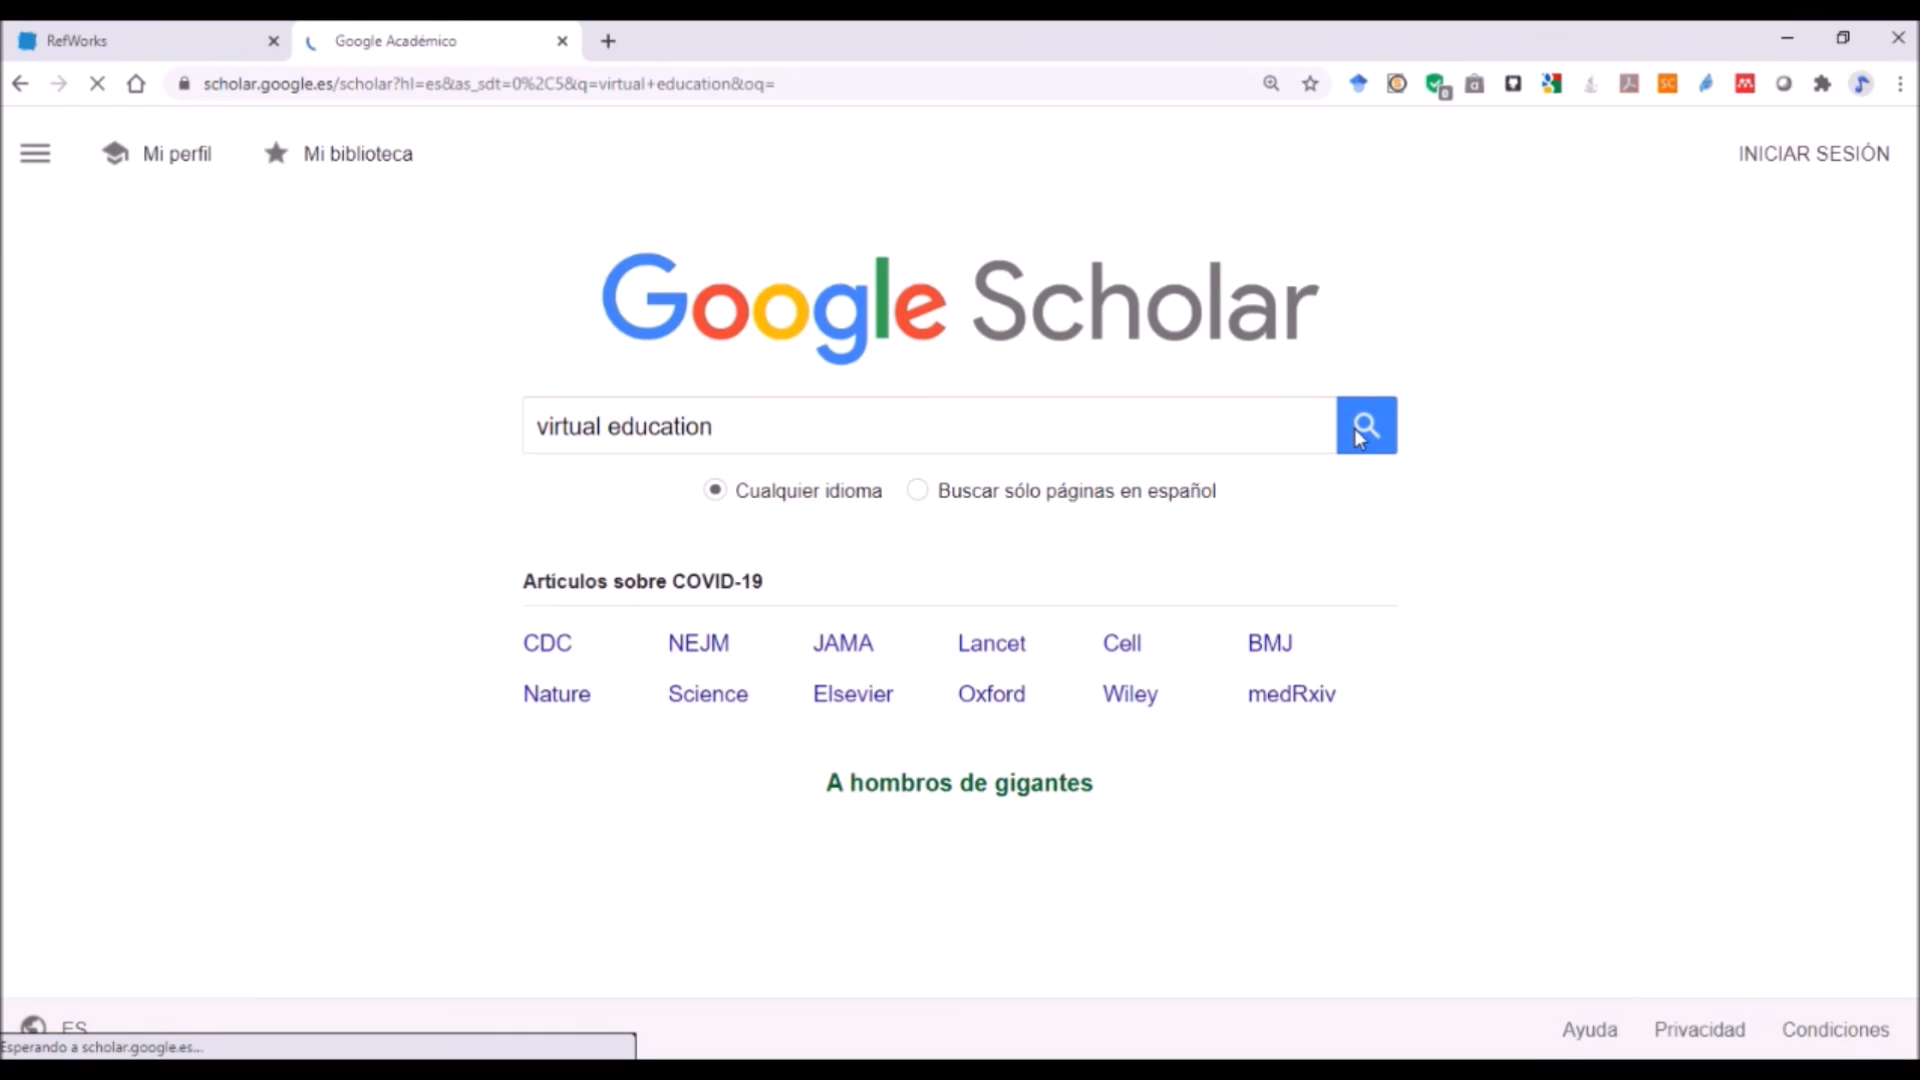 RefWorks
Google Académico
scholar.google.es/scholar?hl=es&as_sdt=0%2C5&q=virtual+education&oq=
Mi perfil
Mi biblioteca
INICIAR SESIÓN
Google Scholar
virtual education
Cualquier idioma
Buscar sólo páginas en español
Artículos sobre COVID-19
CDC NEJM JAMA Lancet Cell BMJ
Nature Science Elsevier Oxford Wiley medRxiv
A hombros de gigantes
ES
Ayuda Privacidad Condiciones
Esperando a scholar.google.es...